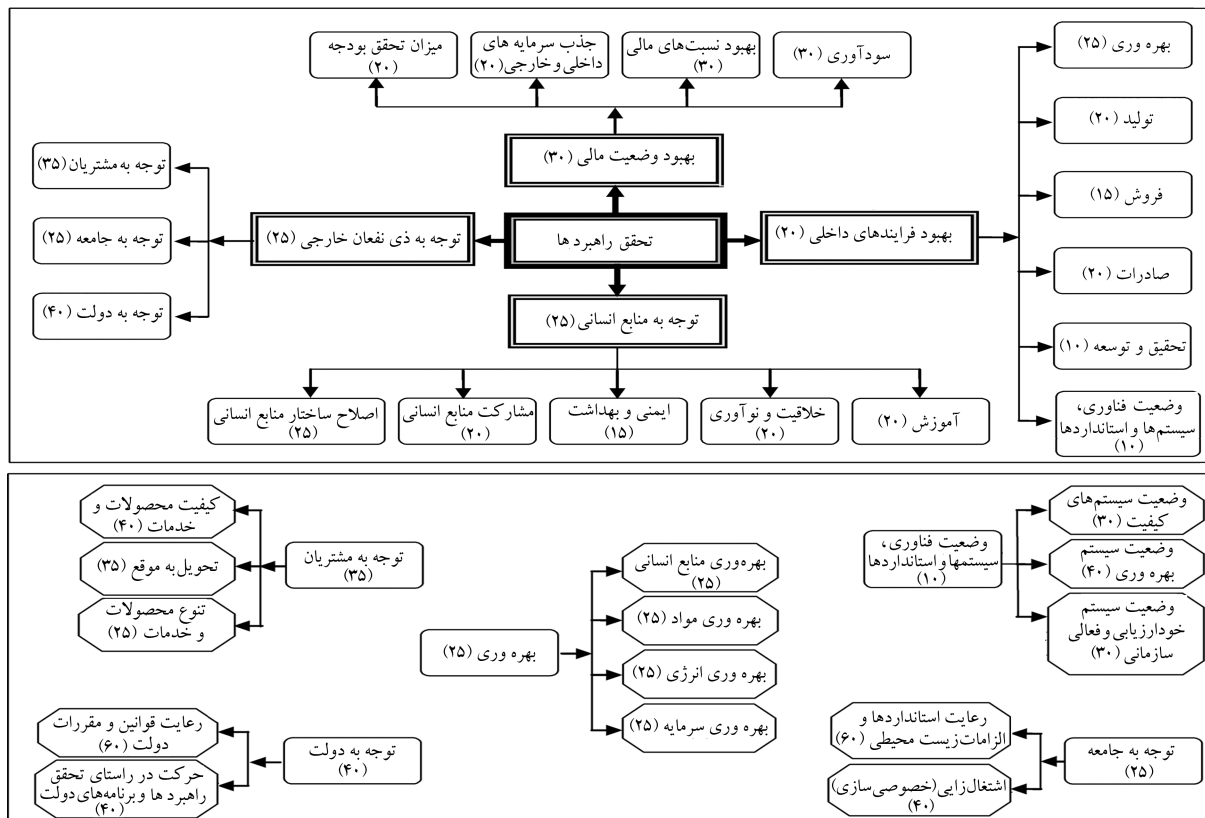 میزان تحقق بودجه
(۲۰)
جذب سرمایه های
داخلی و خارجی (۲۰)
بهبود نسبت‌های مالی
(۳۰)
سودآوری (۳۰)
بهبود وضعیت مالی (۳۰)
تحقق راهبرد ها
توجه به ذی نفعان خارجی (۲۵)
توجه به مشتریان (۳۵)
توجه به جامعه (۲۵)
توجه به دولت (۴۰)
بهبود فرایندهای داخلی (۲۰)
بهره وری (۲۵)
تولید (۲۰)
فروش (۱۵)
صادرات (۲۰)
تحقیق و توسعه (۱۰)
وضعیت فناوری،
سیستم‌ها و استانداردها
(۱۰)
توجه به منابع انسانی
(۲۵)
آموزش (۲۰)
خلاقیت و نوآوری
(۲۰)
ایمنی و بهداشت
(۱۵)
مشارکت منابع انسانی
(۲۰)
اصلاح ساختار منابع انسانی
(۲۵)
وضعیت فناوری،
سیستمها و استانداردها
(۱۰)
وضعیت سیستم‌های
کیفیت (۳۰)
وضعیت سیستم
بهره وری (۴۰)
وضعیت سیستم
خودارزیابی و فعالی
سازمانی (۳۰)
بهره وری (۲۵)
بهره‌وری منابع انسانی
(۲۵)
بهره وری مواد (۲۵)
بهره وری انرژی (۲۵)
بهره وری سرمایه (۲۵)
توجه به مشتریان
(۳۵)
کیفیت محصولات و
خدمات (۴۰)
تحویل به موقع (۳۵)
تنوع محصولات
و خدمات (۲۵)
توجه به جامعه
(۲۵)
رعایت استانداردها و
الزامات زیست محیطی (۶۰)
اشتغال‌زایی (خصوصی سازی)
(۴۰)
توجه به دولت
(۴۰)
رعایت قوانین و مقررات
دولت (۶۰)
حرکت در راستای تحقق
راهبرد ها و برنامه‌های دولت
(۴۰)